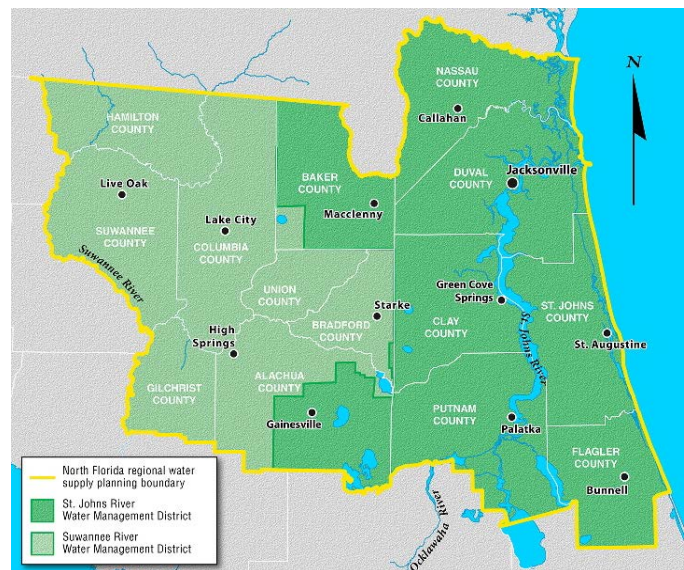 NASSAU
COUNTY
Callahan
N
HAMILTON
COUNTY
DUVAL
COUNTY
Jacksonville
BAKER
COUNTY
Macclenny
Live Oak
Lake City
SUWANNEE
COUNTY
COLUMBIA
COUNTY
Suwannee River
UNION
COUNTY
Starke
BRADFORD
COUNTY
Green Cove
Springs
CLAY
COUNTY
ST. JOHNS
COUNTY
St. Augustine
St. Johns River
High
Springs
GILCHRIST
COUNTY
ALACHUA
COUNTY
Gainesville
PUTNAM
COUNTY
Palatka
FLAGLER
COUNTY
Bunnell
Ocklawaha
River
North Florida regional water
supply planning boundary
St. Johns River
Water Management District
Suwannee River
Water Management District